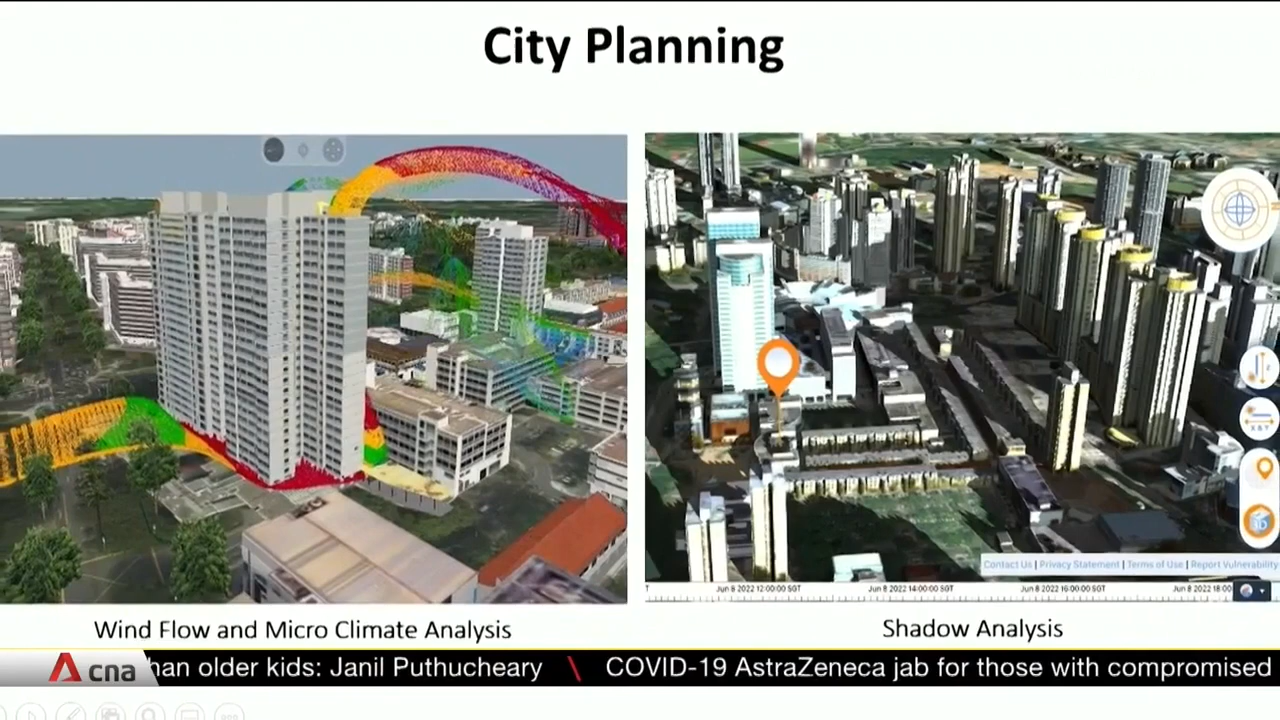 City Planning
Wind Flow and Micro Climate Analysis
Shadow Analysis
X & Y
3D
Contact Us | Privacy Statement | Terms of Use | Report Vulnerability
Jun 8 2022 12:00:00 SGT
Jun 8 2022 14:00:00 SGT
Jun 8 2022 16:00:00 SGT
Jun 8 2022 18:00
cna
han older kids: Janil Puthucheary \ COVID-19 AstraZeneca jab for those with compromised